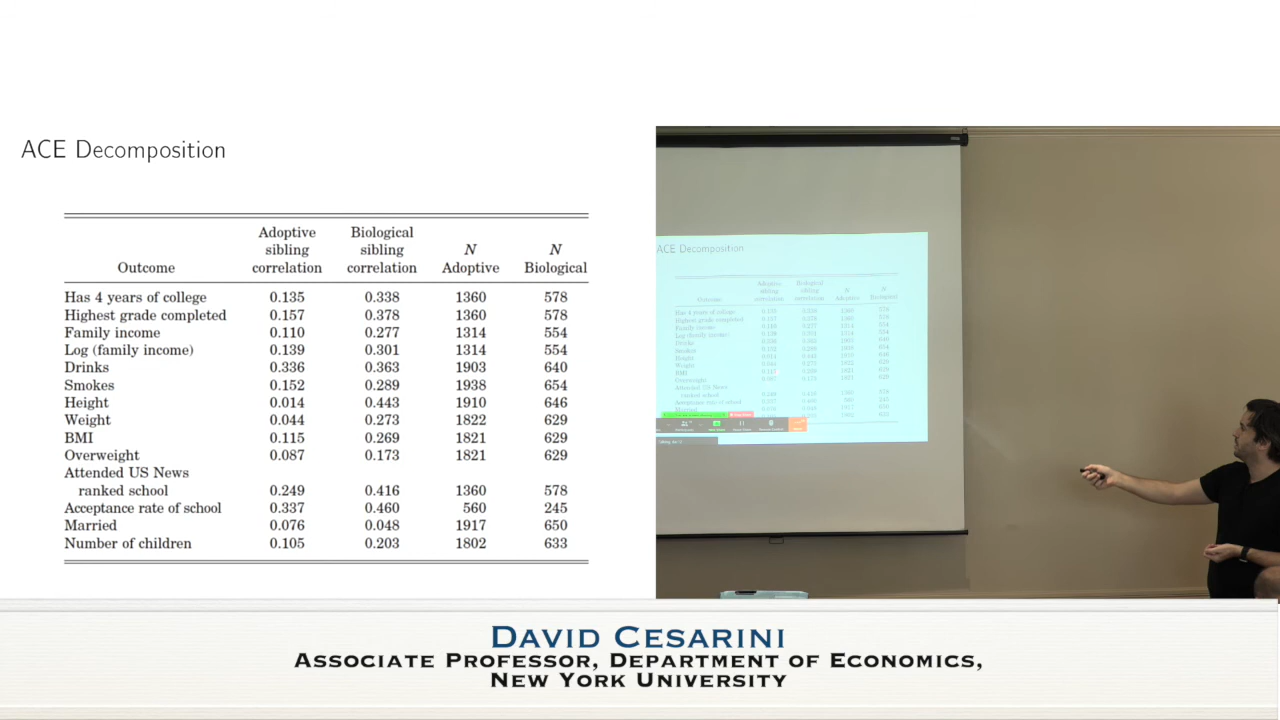 ACE Decomposition
Adoptive sibling correlation
Biological sibling correlation
N Adoptive
N Biological
Outcome
Has 4 years of college 0.135 0.338 1360 578
Highest grade completed 0.157 0.378 1360 578
Family income 0.110 0.277 1314 554
Log (family income) 0.139 0.301 1314 554
Drinks 0.336 0.363 1903 640
Smokes 0.152 0.289 1938 654
Height 0.014 0.443 1910 646
Weight 0.044 0.273 1822 629
BMI 0.115 0.269 1821 629
Overweight 0.087 0.173 1821 629
Attended US News
ranked school 0.249 0.416 1360 578
Acceptance rate of school 0.337 0.460 560 245
Married 0.076 0.048 1917 650
Number of children 0.105 0.203 1802 633
ACE Decomposition
DAVID CESARINI
ASSOCIATE PROFESSOR, DEPARTMENT OF ECONOMICS,
NEW YORK UNIVERSITY